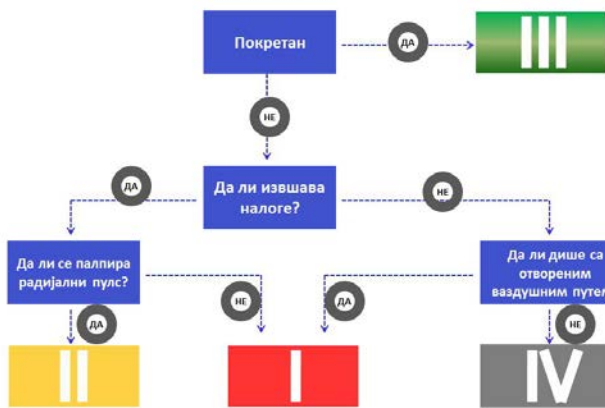 Покретан
ДА
III
НЕ
Да ли извшава
налоге?
ДА
НЕ
Да ли се палпира
радијални пулс?
Да ли дише са
отвореним
ваздушним путем
НЕ
ДА
ДА
НЕ
II
I
IV